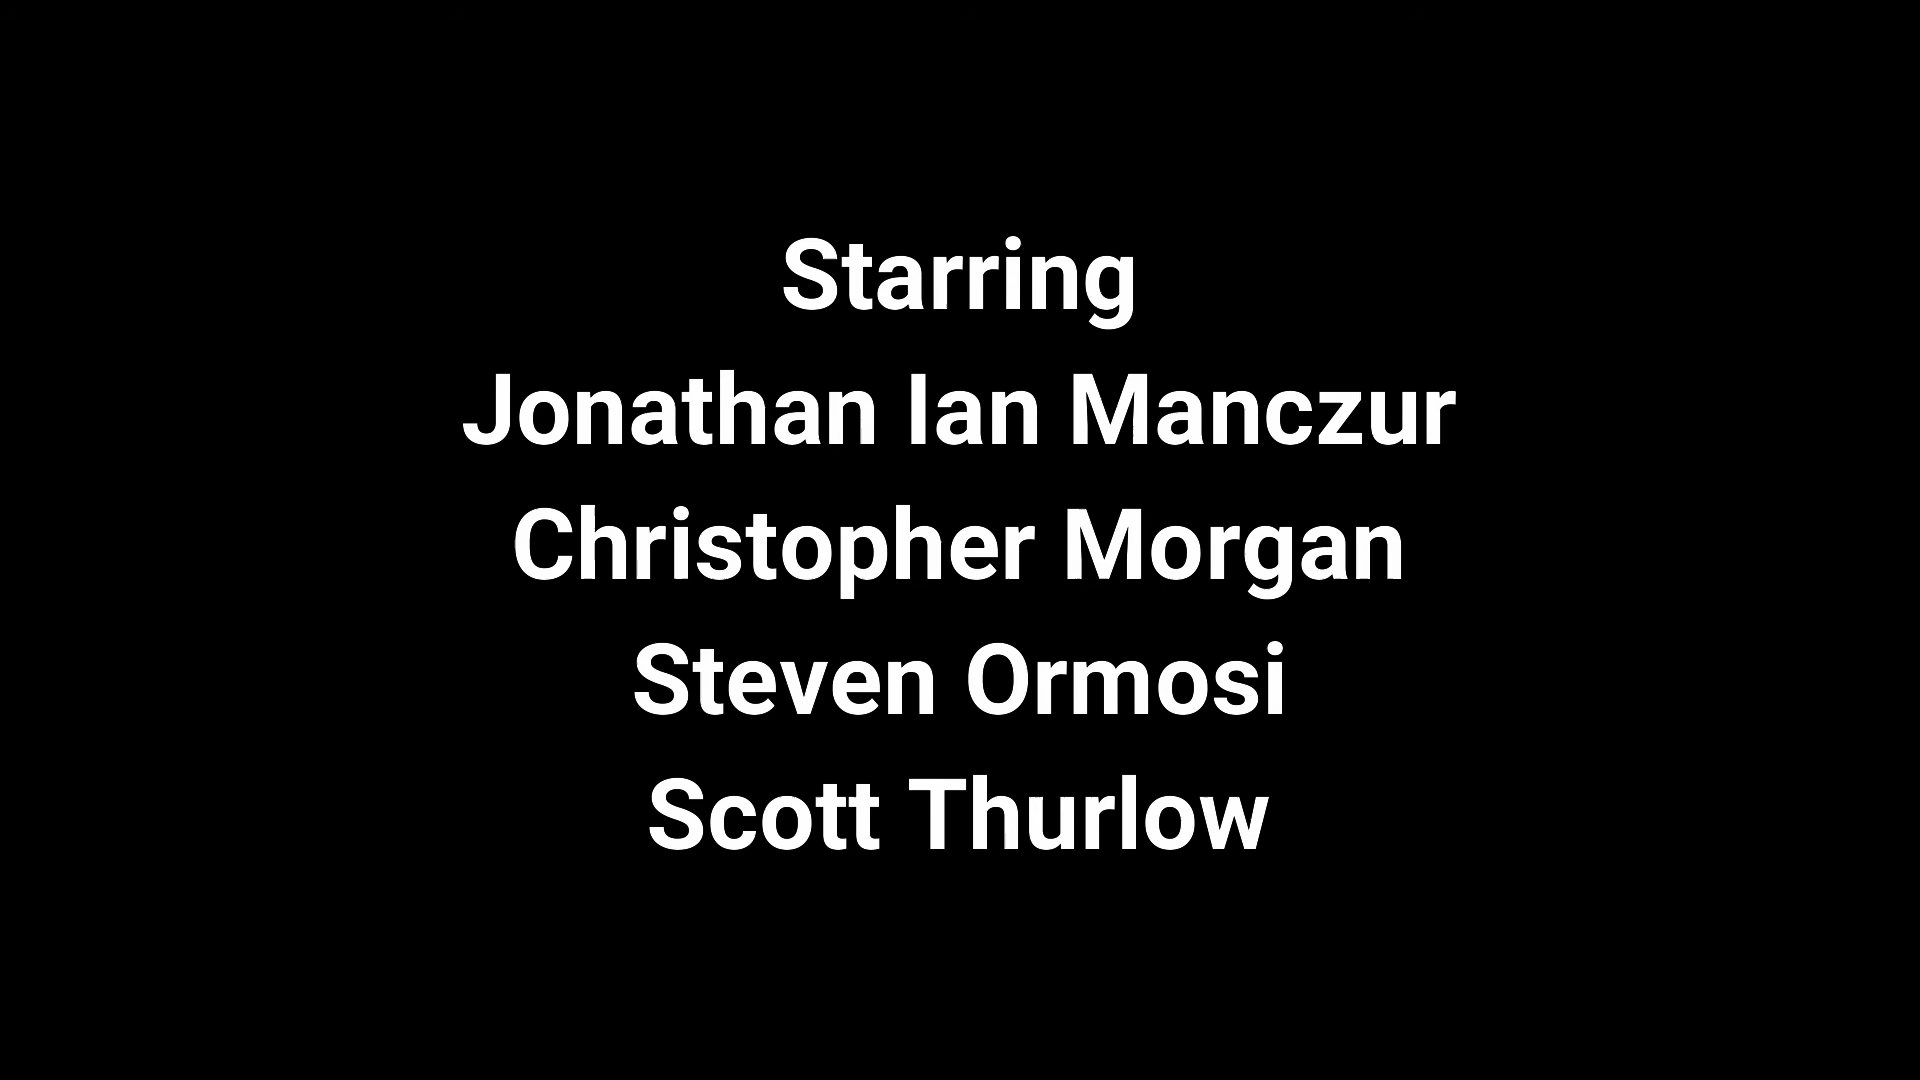 Starring
Jonathan Ian Manczur
Christopher Morgan
Steven Ormosi
Scott Thurlow